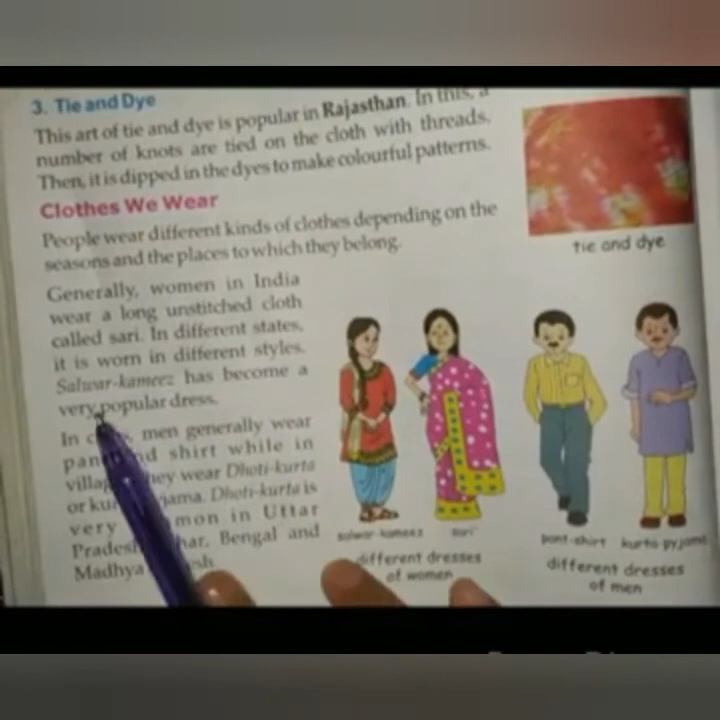 3. Tie and Dye
This art of tie and dye is popular in Rajasthan. In this, a
number of knots are tied on the cloth with threads.
Then, it is dipped in the dyes to make colourful patterns.
Tie and dye
Clothes We Wear
People wear different kinds of clothes depending on the
seasons and the places to which they belong.
Generally, women in India
wear a long unstitched cloth
called sari. In different states,
it is worn in different styles.
Salwar-kameez has become a
very popular dress.
In men generally wear
shirt while in
they wear Dhoti-kurta
or Dhoti-kurta is
very in Uttar
Bengal and
Madhya
salwar-kameez
sari
different dresses
of women
pant-shirt
kurta pyjama
different dresses
of men